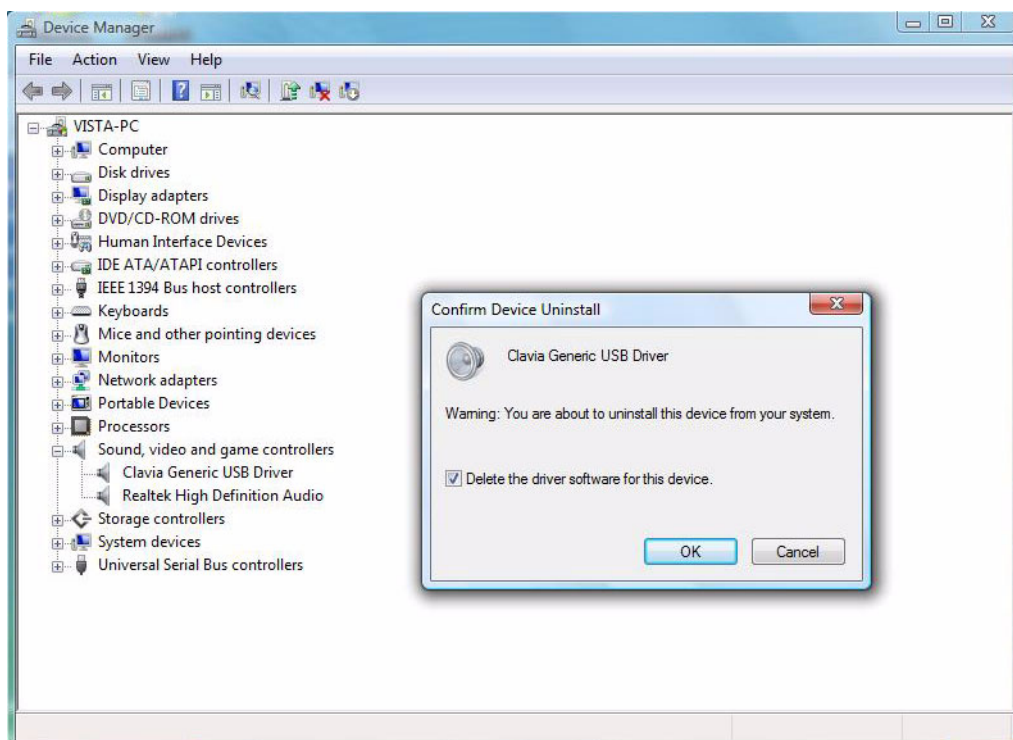 Device Manager
File Action View Help
VISTA-PC
Computer
Disk drives
Display adapters
DVD/CD-ROM drives
Human Interface Devices
IDE ATA/ATAPI controllers
IEEE 1394 Bus host controllers
Keyboards
Mice and other pointing devices
Monitors
Network adapters
Portable Devices
Processors
Sound, video and game controllers
Clavia Generic USB Driver
Realtek High Definition Audio
Storage controllers
System devices
Universal Serial Bus controllers
Confirm Device Uninstall
Clavia Generic USB Driver
Warning: You are about to uninstall this device from your system.
Delete the driver software for this device.
OK Cancel